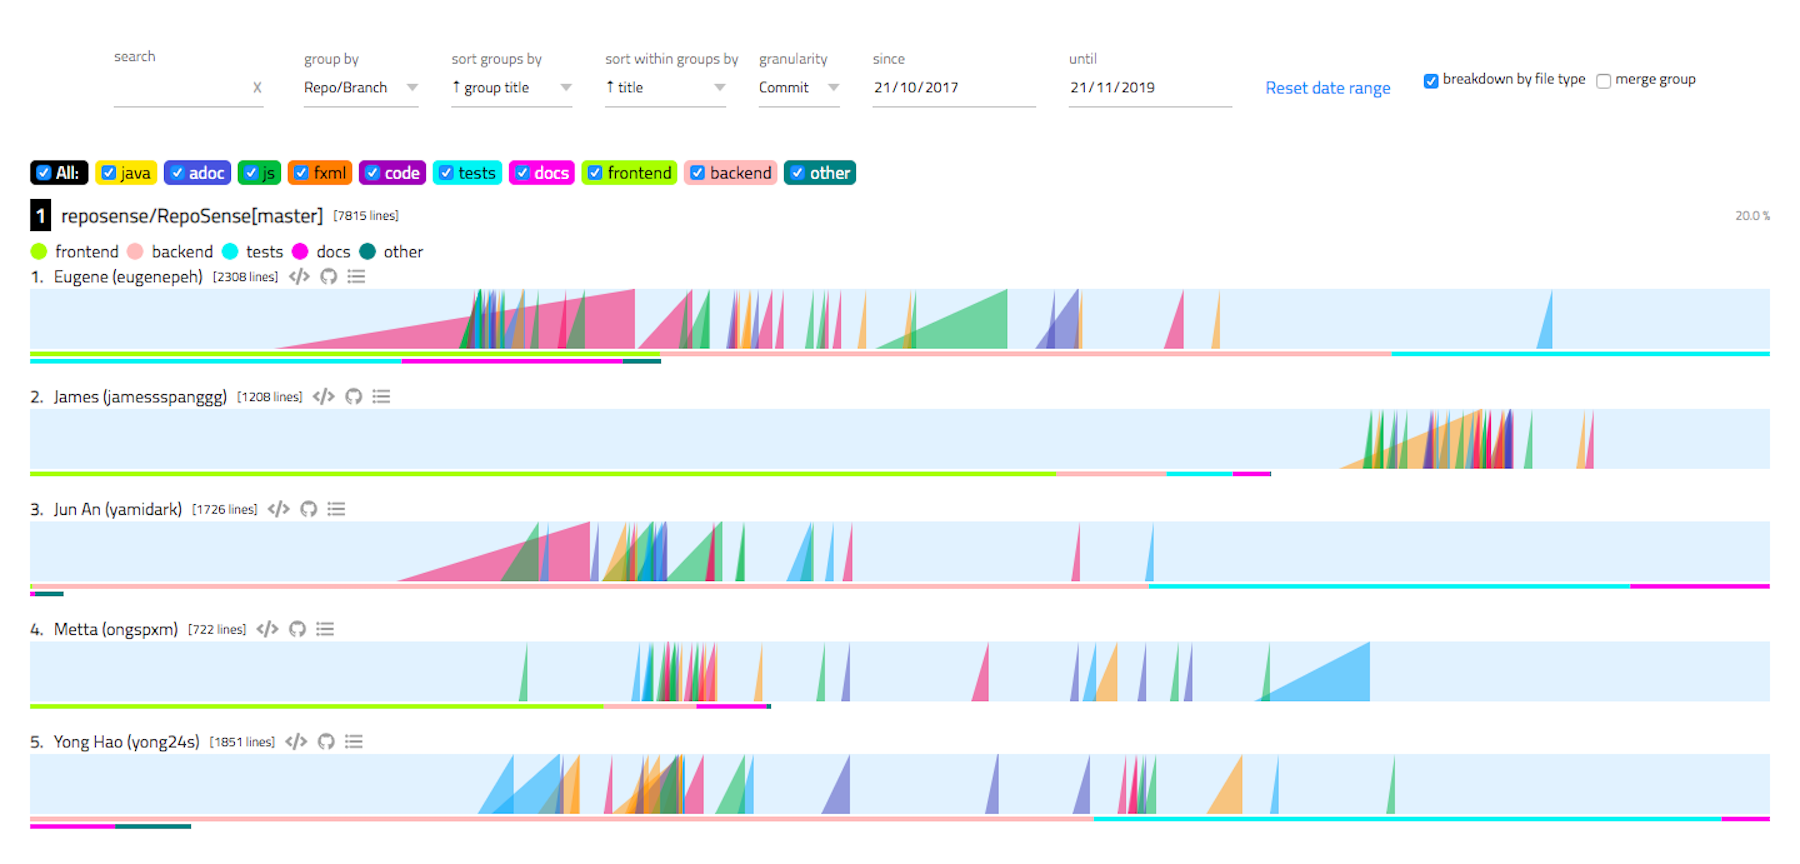 search
group by
sort groups by
sort within groups by
granularity
since
until
x
Repo/Branch
↑ group title
↑ title
Commit
21/10/2017
21/11/2019
Reset date range
breakdown by file type
merge group
All: java adoc js fxml code tests docs frontend backend other
1 reposense/RepoSense[master] [7815 lines] 20.0 %
frontend backend tests docs other
1. Eugene (eugenepeh) [2308 lines] </>
2. James (jamessspanggg) [1208 lines] </>
3. Jun An (yamidark) [1726 lines] </>
4. Metta (ongspxm) [722 lines] </>
5. Yong Hao (yong24s) [1851 lines] </>